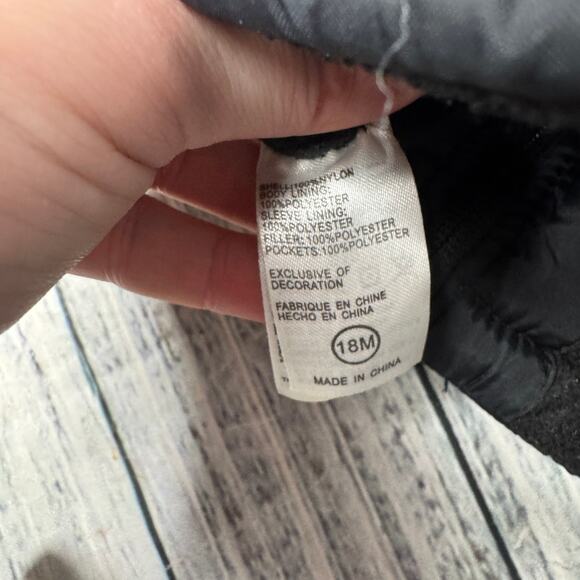 SHELL:100%NYLON
BODY LINING:
100%POLYESTER
SLEEVE LINING:
100%POLYESTER
FILLER:100%POLYESTER
POCKETS:100%POLYESTER
EXCLUSIVE OF
DECORATION
FABRIQUE EN CHINE
HECHO EN CHINA
18M
MADE IN CHINA